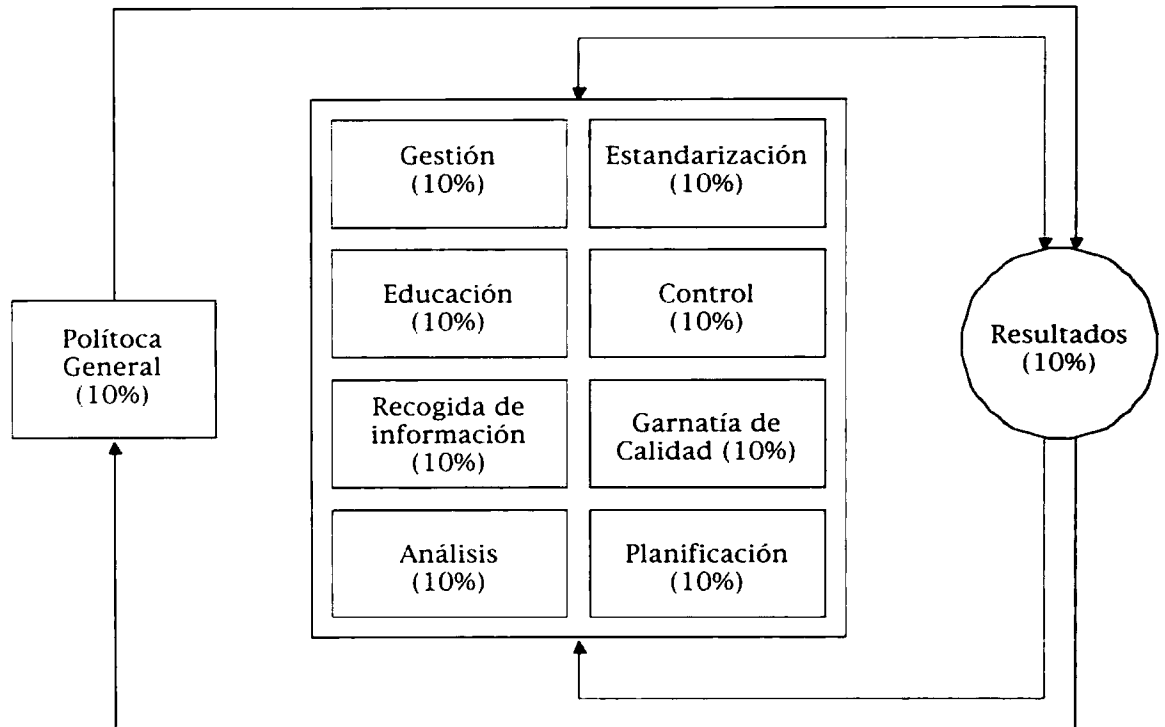 Gestión
(10%)
Estandarización
(10%)
Educación
(10%)
Control
(10%)
Polítoca
General
(10%)
Resultados
(10%)
Recogida de
información
(10%)
Garnatía de
Calidad (10%)
Análisis
(10%)
Planificación
(10%)